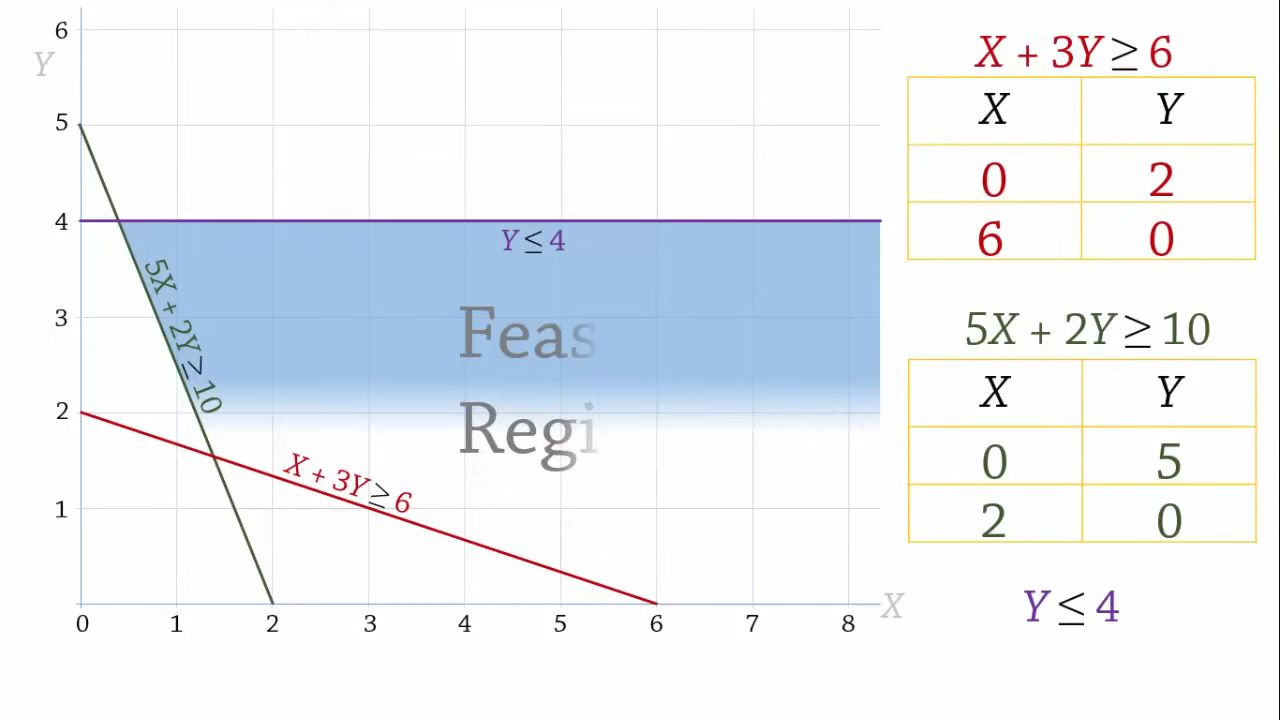 6
Y
5
4
3
2
1
0 1 2 3 4 5 6 7 8
X
Y ≤ 4
5X + 2Y ≥ 10
X + 3Y ≥ 6
Feas
Regi
X + 3Y ≥ 6
X Y
0 2
6 0
5X + 2Y ≥ 10
X Y
0 5
2 0
Y ≤ 4